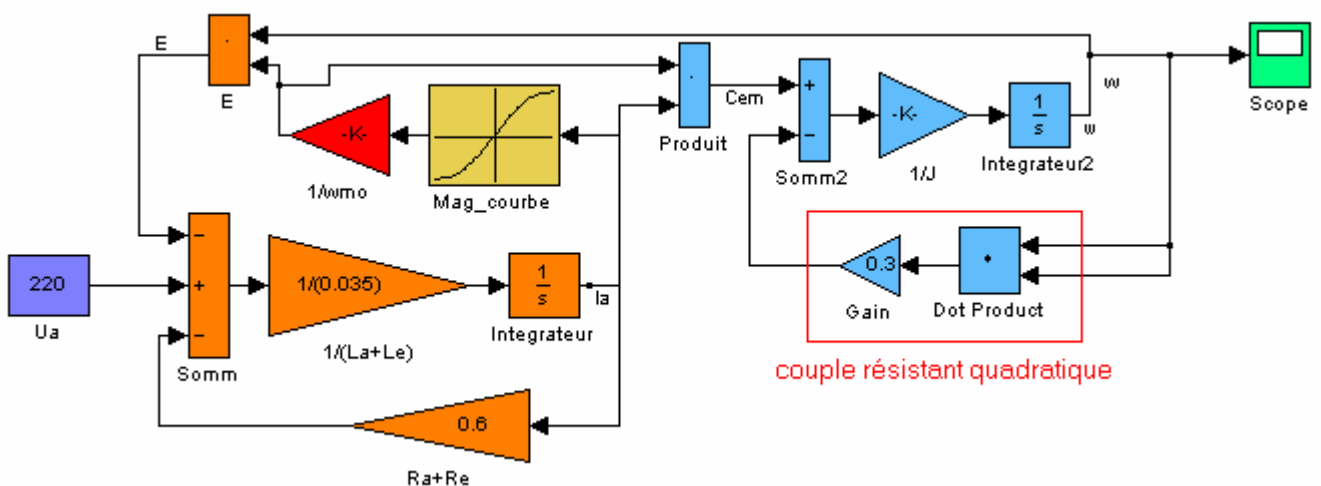 E
E
-K-
1/wmo
Mag_courbe
Produit
Cem
+
−
Somm2
-K-
1/J
1
s
Integrateur2
w
w
Scope
220
Ua
−
+
−
Somm
1/(0.035)
1/(La+Le)
1
s
Integrateur
Ia
0.6
Ra+Re
0.3
Gain
Dot Product
couple résistant quadratique